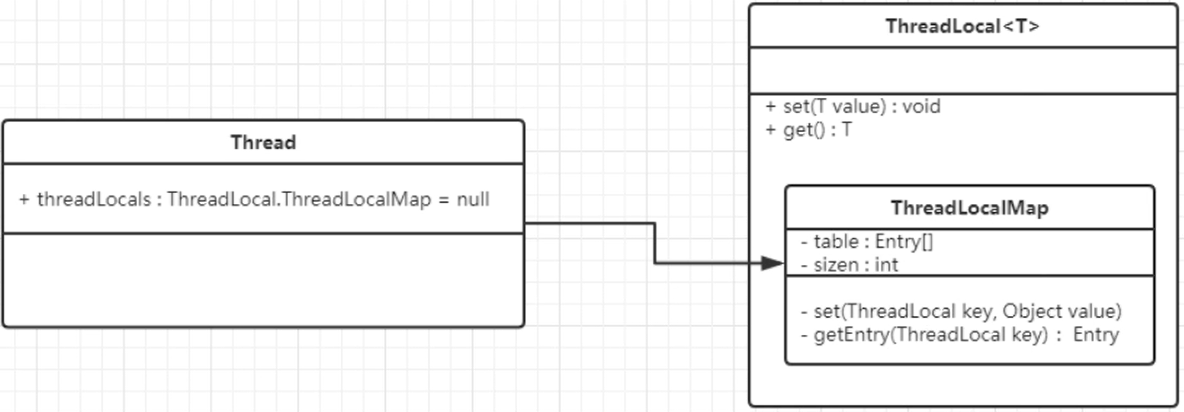 Thread
+ threadLocals : ThreadLocal.ThreadLocalMap = null
ThreadLocal<T>
+ set(T value) : void
+ get() : T
ThreadLocalMap
- table : Entry[]
- sizen : int
- set(ThreadLocal key, Object value)
- getEntry(ThreadLocal key) : Entry